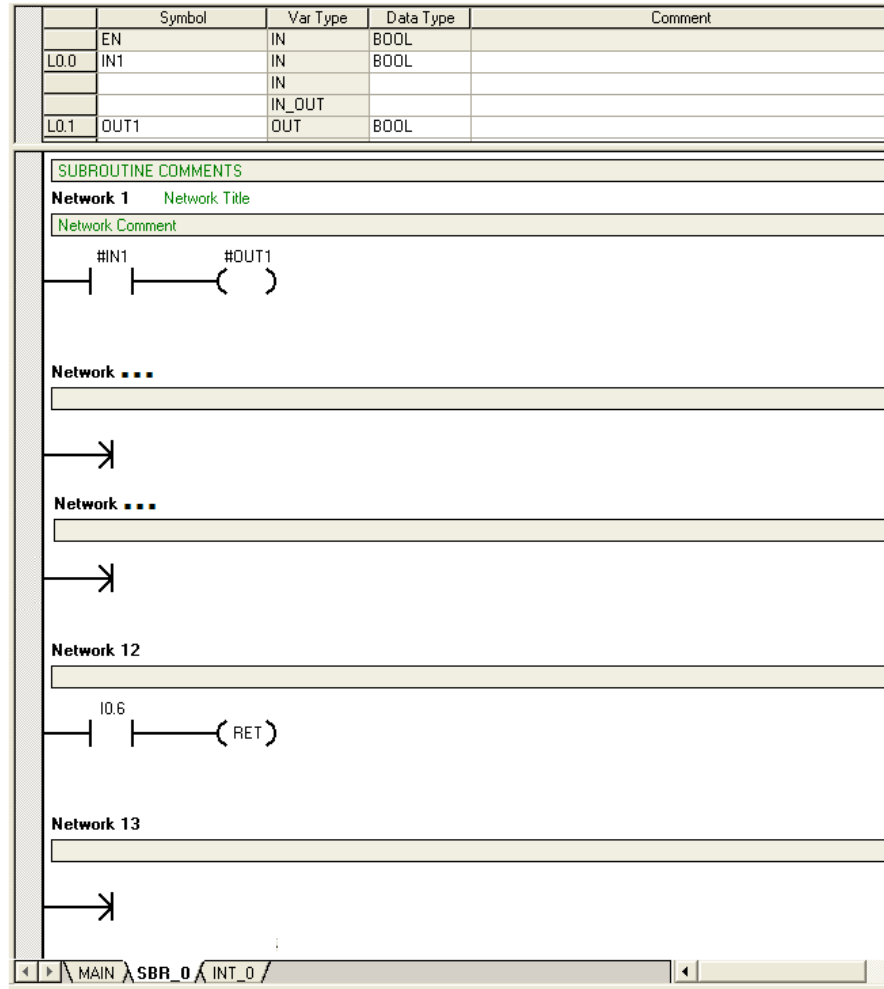 Symbol Var Type Data Type Comment
EN IN BOOL
L0.0 IN1 IN BOOL
IN
IN_OUT
L0.1 OUT1 OUT BOOL
SUBROUTINE COMMENTS
Network 1 Network Title
Network Comment
#IN1 #OUT1
Network ...
Network ...
Network 12
I0.6
RET
Network 13
MAIN SBR_0 INT_0